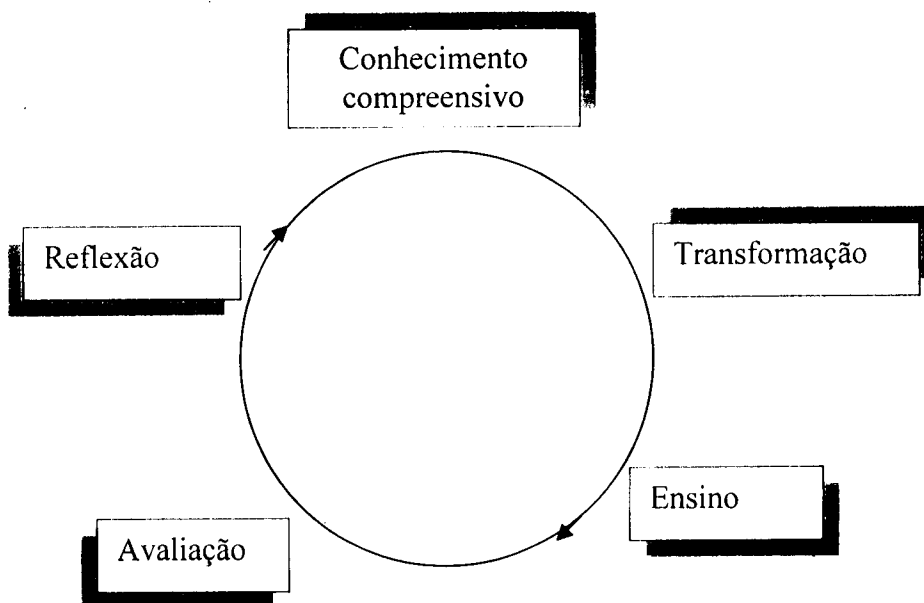 Conhecimento
compreensivo
Transformação
Ensino
Avaliação
Reflexão